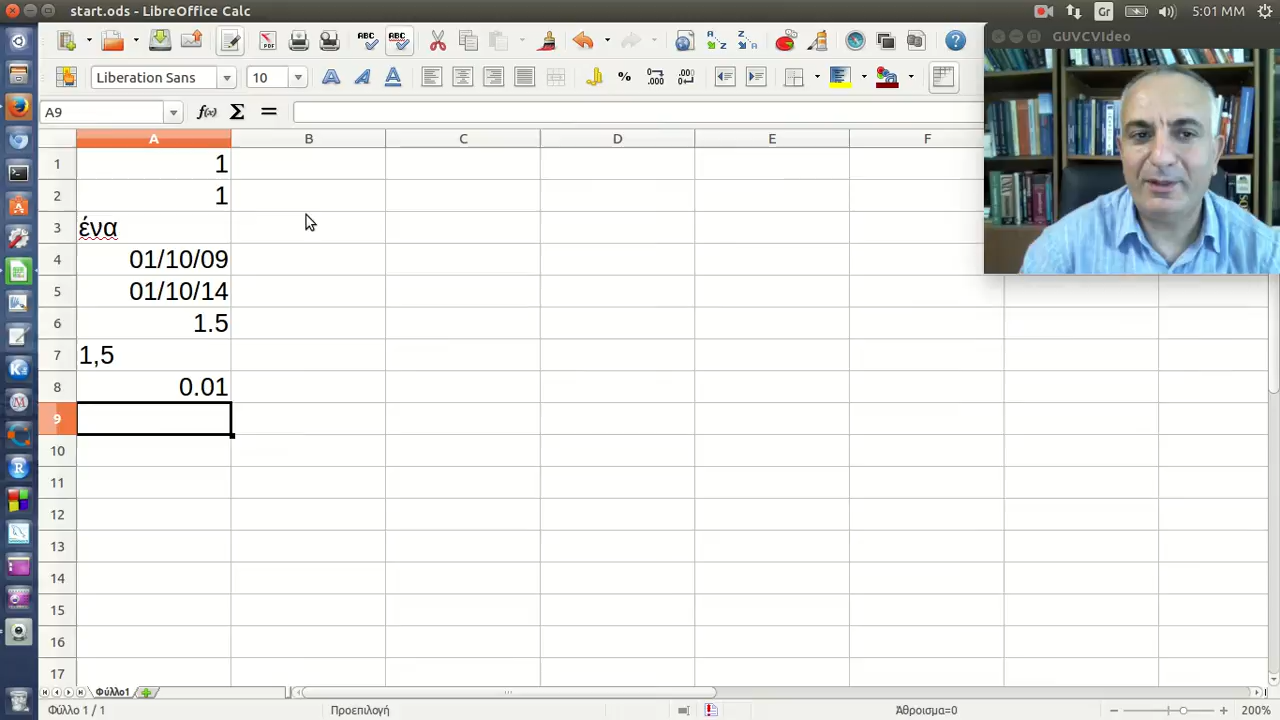 start.ods - LibreOffice Calc
Gr
5:01 MM
GUVCVIdeo
Liberation Sans
10
A9
A B C D E F
1 1
2 1
3 ένα
4 01/10/09
5 01/10/14
6 1.5
7 1,5
8 0.01
9
10
11
12
13
14
15
16
17
Φύλλο1
Φύλλο 1 / 1
Προεπιλογή
Άθροισμα=0
200%